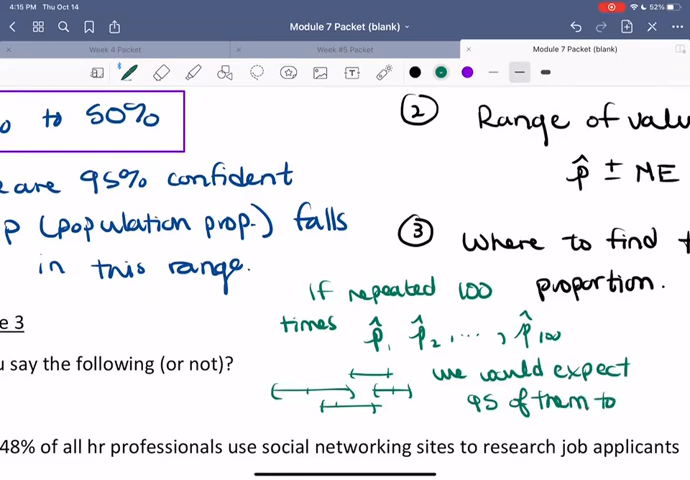 4:15 PM Thu Oct 14
52%
Module 7 Packet (blank)
Week 4 Packet
Week #5 Packet
Module 7 Packet (blank)
to 50%
are 95% confident
p (population prop.) falls
in this range.
② Range of valu
p̂ ± ME
③ Where to find t
proportion.
If repeated 100
times p̂₁ p̂₂, ...., p̂₁₀₀
we would expect
95 of them to
e 3
u say the following (or not)?
48% of all hr professionals use social networking sites to research job applicants